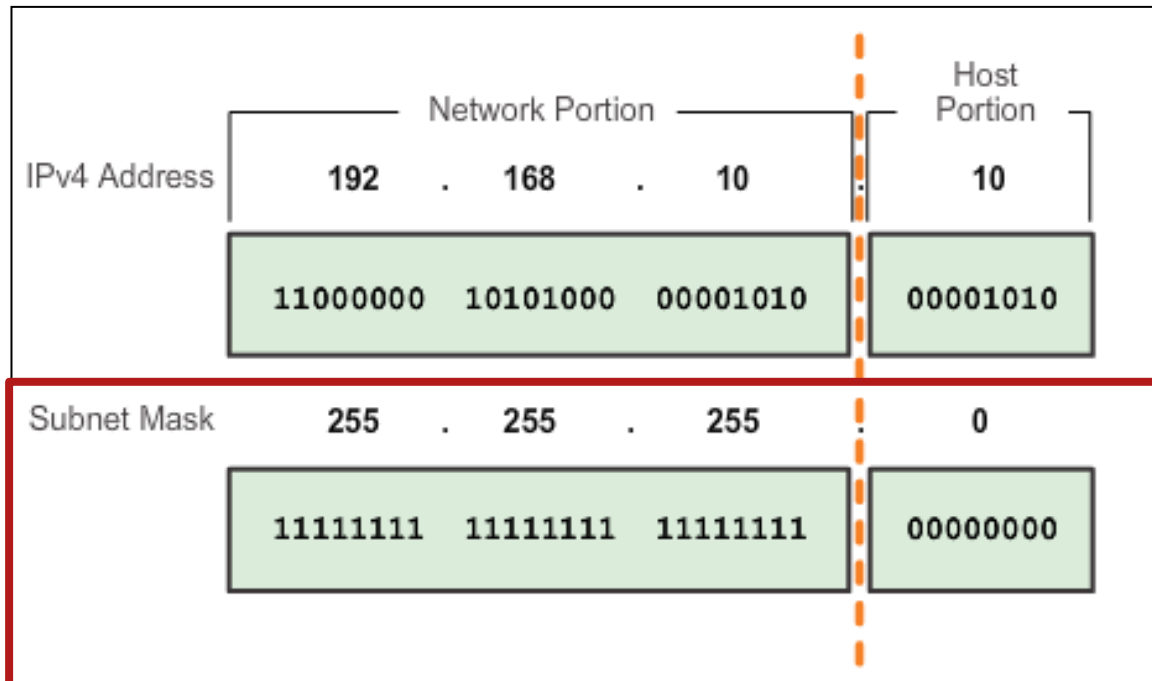 Host
Network Portion Portion
IPv4 Address 192 . 168 . 10 . 10
11000000 10101000 00001010 00001010
Subnet Mask 255 . 255 . 255 . 0
11111111 11111111 11111111 00000000